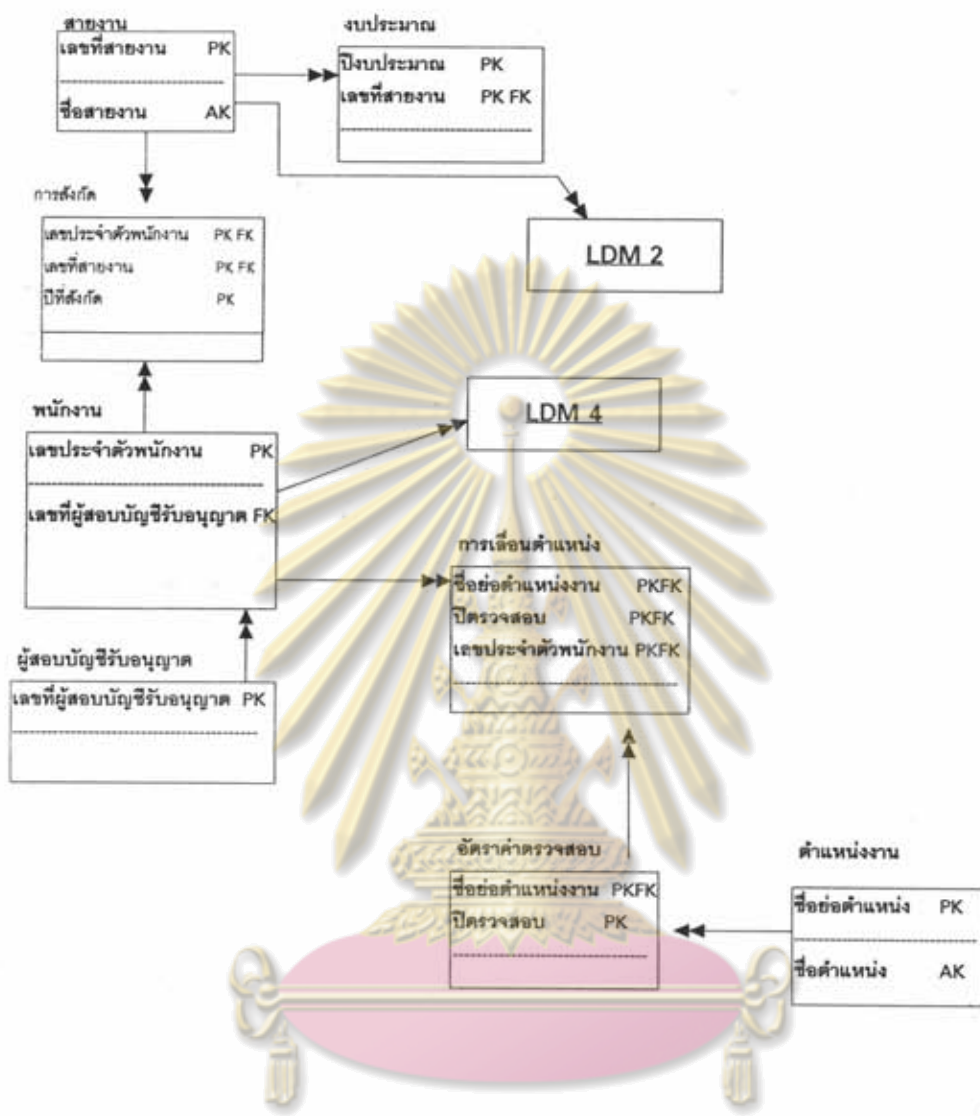 สายงาน
เลขที่สายงาน PK
ชื่อสายงาน AK
งบประมาณ
ปีงบประมาณ PK
เลขที่สายงาน PK FK
การสังกัด
เลขประจำตัวพนักงาน PK FK
เลขที่สายงาน PK FK
ปีที่สังกัด PK
LDM 2
LDM 4
พนักงาน
เลขประจำตัวพนักงาน PK
เลขที่ผู้สอบบัญชีรับอนุญาต FK
การเลื่อนตำแหน่ง
ชื่อย่อตำแหน่งงาน PKFK
ปีตรวจสอบ PKFK
เลขประจำตัวพนักงาน PKFK
ผู้สอบบัญชีรับอนุญาต
เลขที่ผู้สอบบัญชีรับอนุญาต PK
อัตราค่าตรวจสอบ
ชื่อย่อตำแหน่งงาน PKFK
ปีตรวจสอบ PK
ตำแหน่งงาน
ชื่อย่อตำแหน่ง PK
ชื่อตำแหน่ง AK